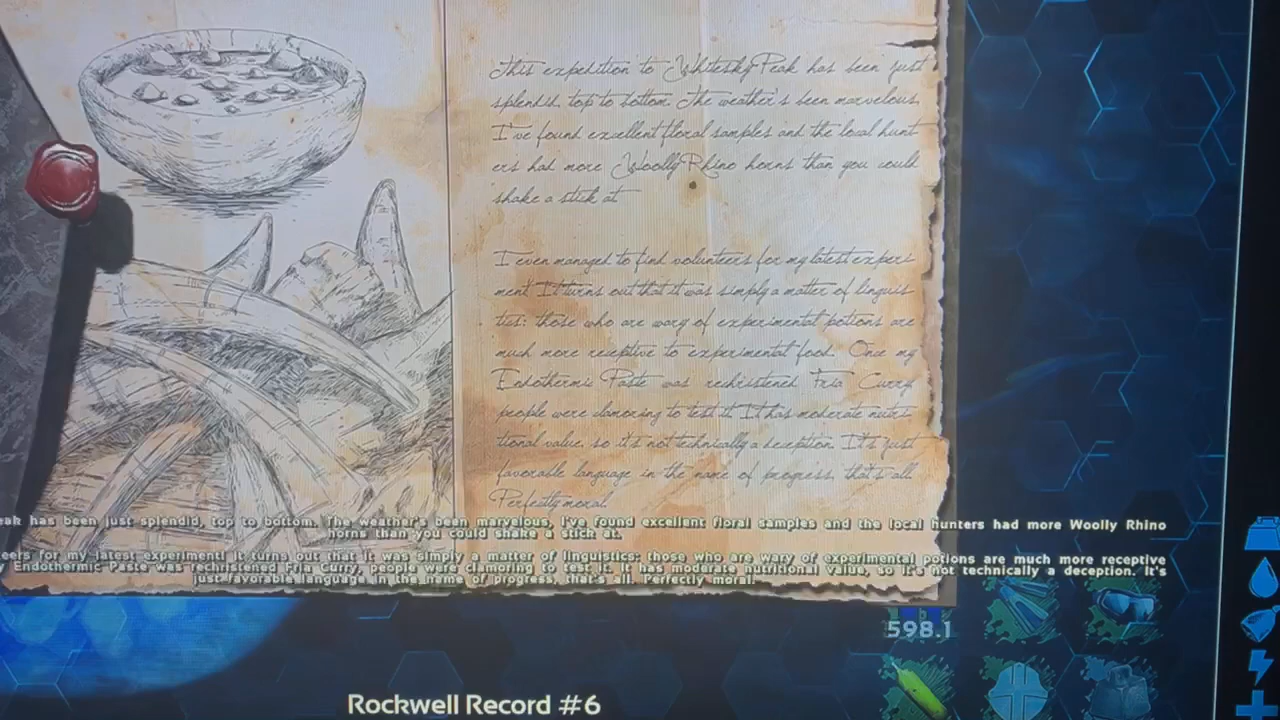 This expedition to Whitesky Peak has been just
splendid, top to bottom. The weather's been marvelous,
I've found excellent floral samples and the local hunt
ers had more Woolly Rhino horns than you could
shake a stick at.
I even managed to find volunteers for my latest experi
ment! It turns out that it was simply a matter of linguis
tics: those who are wary of experimental potions are
much more receptive to experimental food. Once my
Endothermic Paste was rechristened Fria Curry,
people were clamoring to test it. It has moderate nutri
tional value, so it's not technically a deception. It's just
favorable language in the name of progress, that's all.
Perfectly moral.
eak has been just splendid, top to bottom. The weather's been marvelous, I've found excellent floral samples and the local hunters had more Woolly Rhino
horns than you could shake a stick at.
eers for my latest experiment! It turns out that it was simply a matter of linguistics: those who are wary of experimental potions are much more receptive
y Endothermic Paste was rechristened Fria Curry, people were clamoring to test it. It has moderate nutritional value, so it's not technically a deception. It's
just favorable language in the name of progress, that's all. Perfectly moral.
598.1
Rockwell Record #6